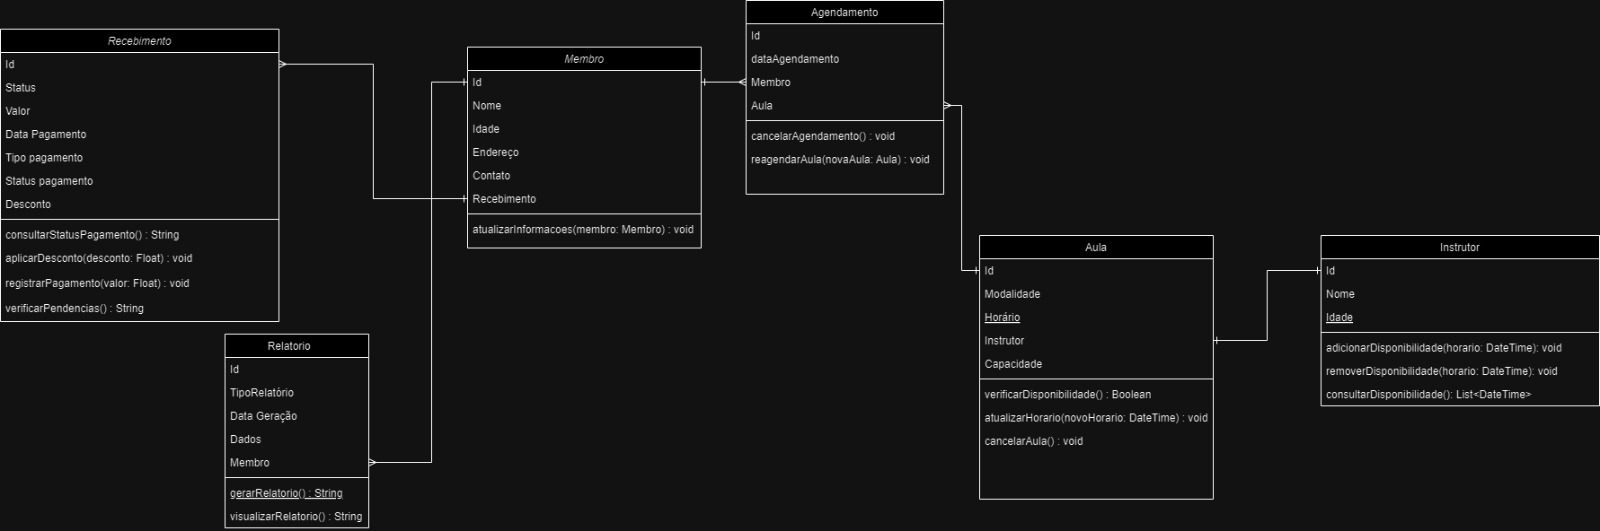 Recebimento
Id
Status
Valor
Data Pagamento
Tipo pagamento
Status pagamento
Desconto
consultarStatusPagamento() : String
aplicarDesconto(desconto: Float) : void
registrarPagamento(valor: Float) : void
verificarPendencias() : String
Relatorio
Id
TipoRelatório
Data Geração
Dados
Membro
gerarRelatorio() : String
visualizarRelatorio() : String
Membro
Id
Nome
Idade
Endereço
Contato
Recebimento
atualizarInformacoes(membro: Membro) : void
Agendamento
Id
dataAgendamento
Membro
Aula
cancelarAgendamento() : void
reagendarAula(novaAula: Aula) : void
Aula
Id
Modalidade
Horário
Instrutor
Capacidade
verificarDisponibilidade() : Boolean
atualizarHorario(novoHorario: DateTime) : void
cancelarAula() : void
Instrutor
Id
Nome
Idade
adicionarDisponibilidade(horario: DateTime): void
removerDisponibilidade(horario: DateTime): void
consultarDisponibilidade(): List<DateTime>